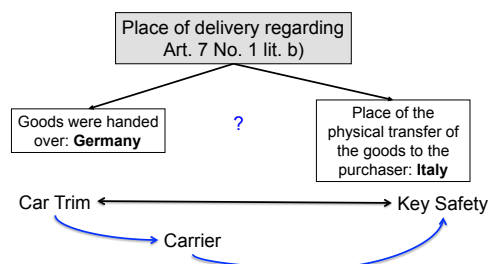 Place of delivery regarding
Art. 7 No. 1 lit. b)
Goods were handed
over: Germany
?
Place of the
physical transfer of
the goods to the
purchaser: Italy
Car Trim
Key Safety
Carrier